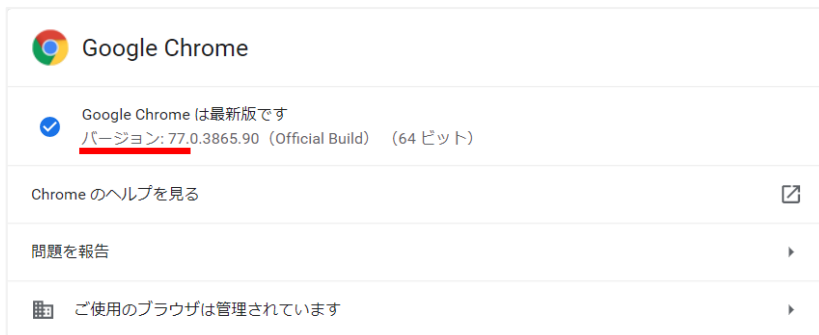 Google Chrome
Google Chrome は最新版です
バージョン: 77.0.3865.90（Official Build） （64 ビット）
Chrome のヘルプを見る
問題を報告
ご使用のブラウザは管理されています